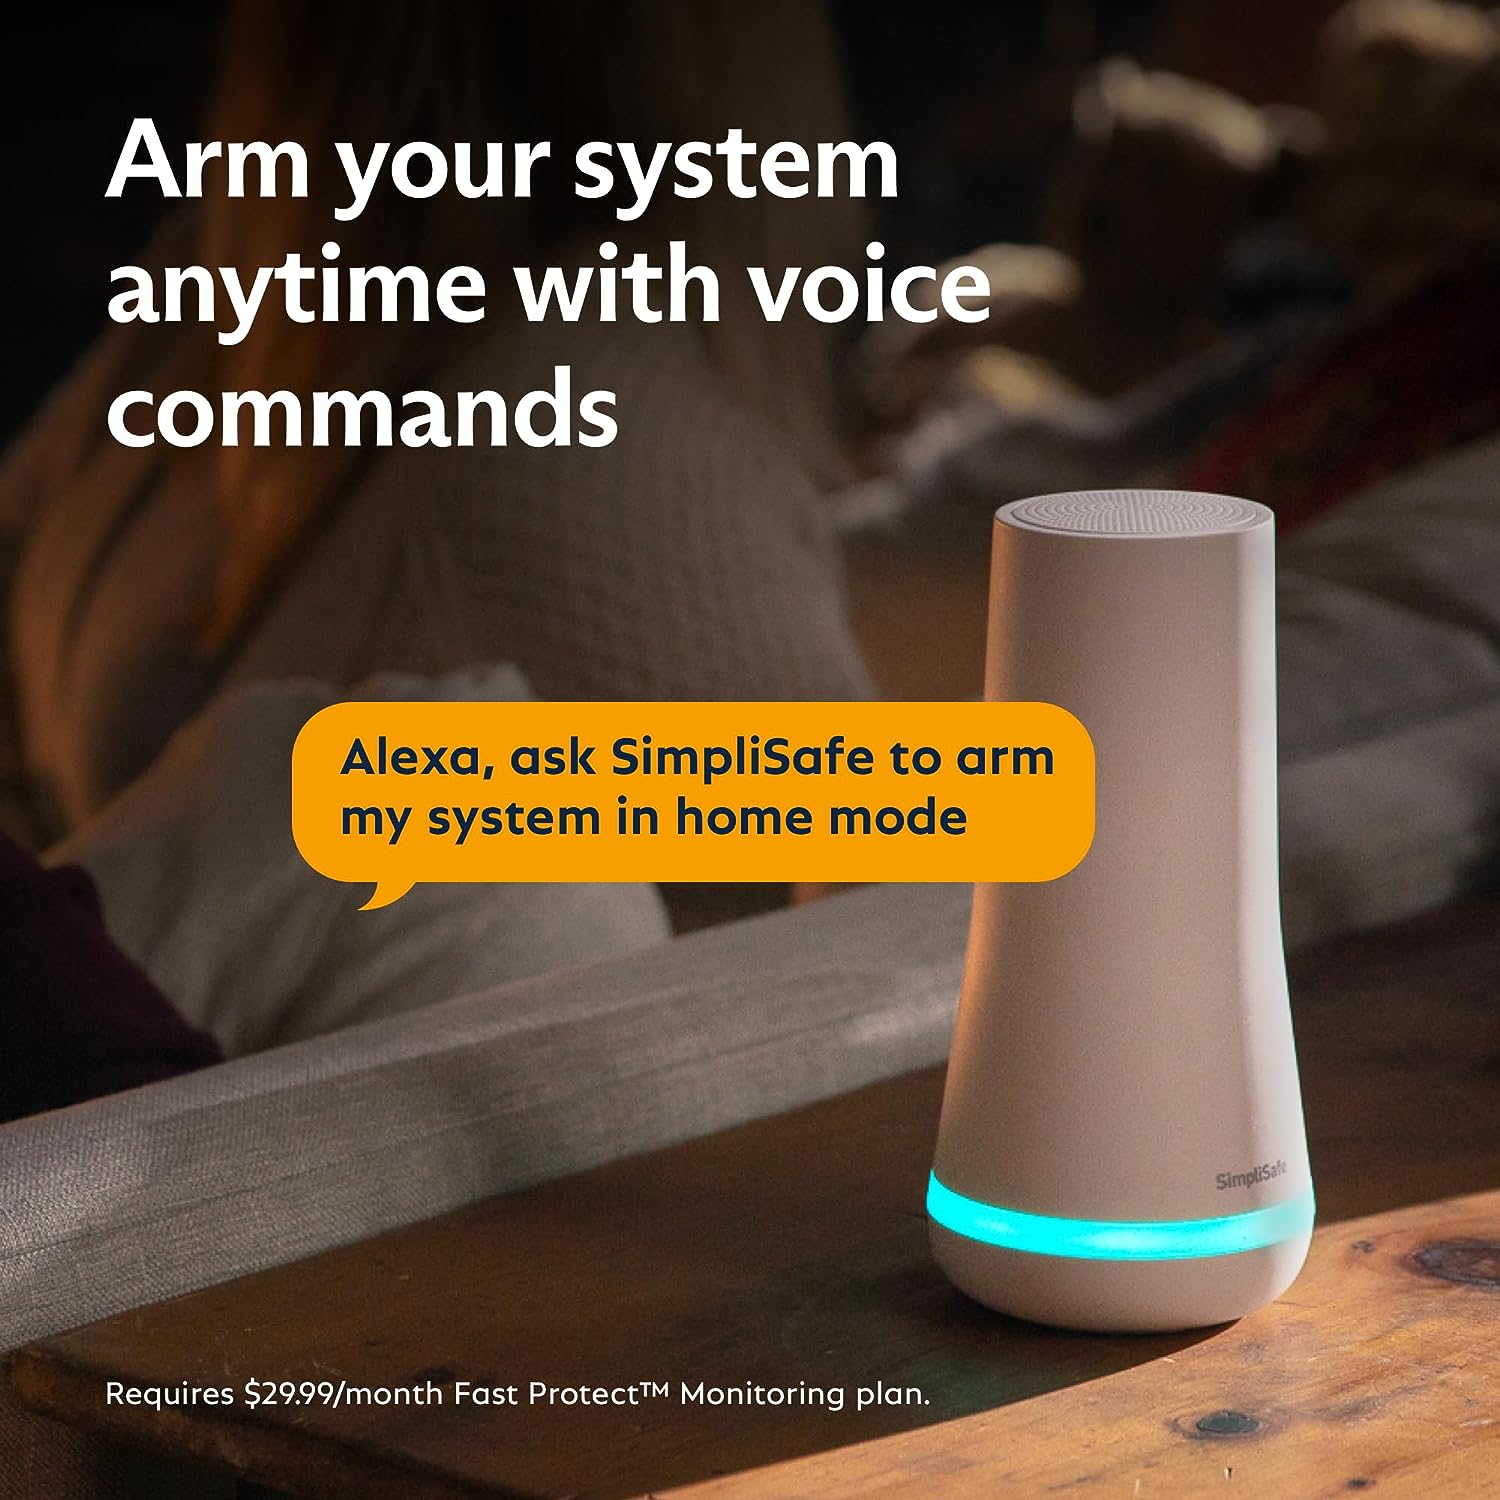 Arm your system
anytime with voice
commands
Alexa, ask SimpliSafe to arm
my system in home mode
SimpliSafe
Requires $29.99/month Fast Protect™ Monitoring plan.